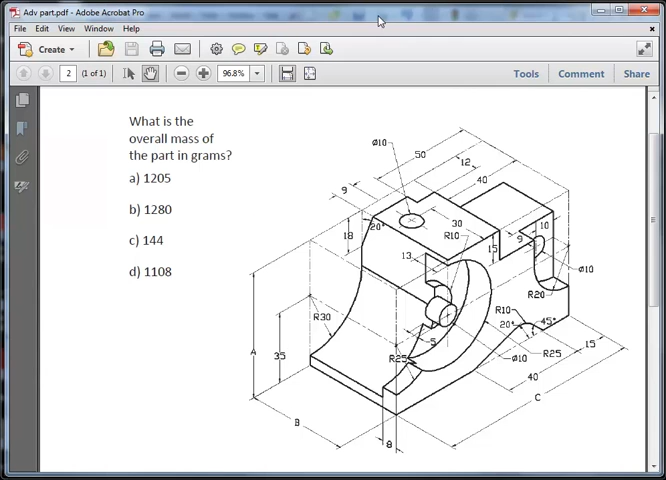 Adv part.pdf - Adobe Acrobat Pro
File Edit View Window Help
Create
2 (1 of 1) 96.8% Tools Comment Share
What is the
overall mass of
the part in grams?
a) 1205
b) 1280
c) 144
d) 1108
Ø10
50
12
40
9
20°
30
R10
18
13
15
9
10
Ø10
R20
R30
A
35
5
R25
R10
20°
45°
R25
Ø10
15
40
C
B
8